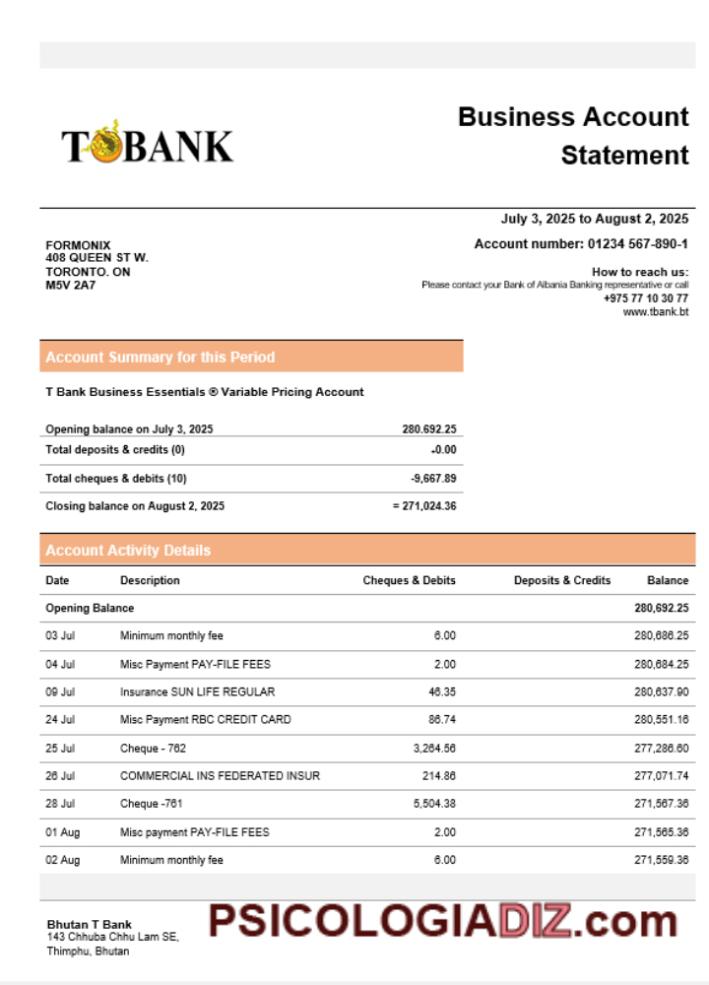 T BANK
Business Account
Statement
July 3, 2025 to August 2, 2025
FORMONIX
408 QUEEN ST W.
TORONTO. ON
M5V 2A7
Account number: 01234 567-890-1
How to reach us:
Please contact your Bank of Albania Banking representative or call
+975 77 10 30 77
www.tbank.bt
Account Summary for this Period
T Bank Business Essentials ® Variable Pricing Account
Opening balance on July 3, 2025 280.692.25
Total deposits & credits (0) -0.00
Total cheques & debits (10) -9,667.89
Closing balance on August 2, 2025 = 271,024.36
Account Activity Details
Date Description Cheques & Debits Deposits & Credits Balance
Opening Balance 280,692.25
03 Jul Minimum monthly fee 6.00 280,686.25
04 Jul Misc Payment PAY-FILE FEES 2.00 280,684.25
09 Jul Insurance SUN LIFE REGULAR 46.35 280,637.90
24 Jul Misc Payment RBC CREDIT CARD 86.74 280,551.16
25 Jul Cheque - 762 3,264.56 277,286.60
26 Jul COMMERCIAL INS FEDERATED INSUR 214.86 277,071.74
28 Jul Cheque -761 5,504.38 271,567.36
01 Aug Misc payment PAY-FILE FEES 2.00 271,565.36
02 Aug Minimum monthly fee 6.00 271,559.36
Bhutan T Bank
143 Chhuba Chhu Lam SE,
Thimphu, Bhutan
PSICOLOGIADIZ.com